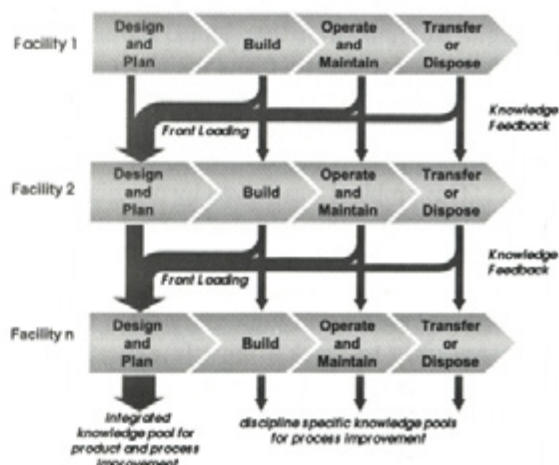 Facility 1
Design
and
Plan
Build
Operate
and
Maintain
Transfer
or
Dispose
Front Loading
Knowledge
Feedback
Facility 2
Design
and
Plan
Build
Operate
and
Maintain
Transfer
or
Dispose
Front Loading
Knowledge
Feedback
Facility n
Design
and
Plan
Build
Operate
and
Maintain
Transfer
or
Dispose
integrated
knowledge pool for
product and process
improvement
discipline specific knowledge pools
for process improvement